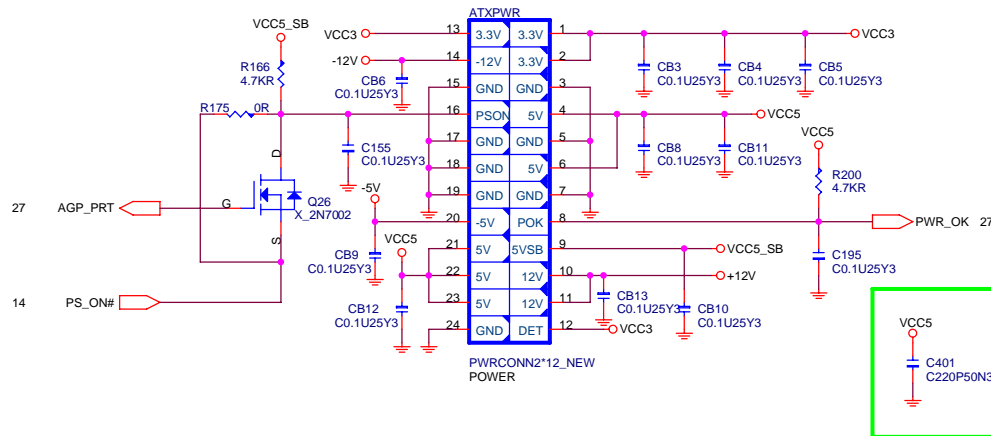 ATXPWR
VCC5_SB
VCC3
13
3.3V
3.3V
1
VCC3
-12V
14
-12V
3.3V
2
R166
4.7KR
CB6
C0.1U25Y3
CB3
C0.1U25Y3
CB4
C0.1U25Y3
CB5
C0.1U25Y3
15
GND
GND
3
R175
0R
16
PSON
5V
4
VCC5
17
GND
GND
5
C155
C0.1U25Y3
CB8
C0.1U25Y3
CB11
C0.1U25Y3
VCC5
18
GND
5V
6
D
R200
4.7KR
19
GND
GND
7
-5V
Q26
X_2N7002
27
AGP_PRT
G
20
-5V
POK
8
PWR_OK
27
S
VCC5
21
5V
5VSB
9
VCC5_SB
CB9
C0.1U25Y3
C195
C0.1U25Y3
22
5V
12V
10
+12V
14
PS_ON#
CB12
C0.1U25Y3
23
5V
12V
11
CB13
C0.1U25Y3
CB10
C0.1U25Y3
24
GND
DET
12
VCC3
VCC5
PWRCONN2*12_NEW
POWER
C401
C220P50N3